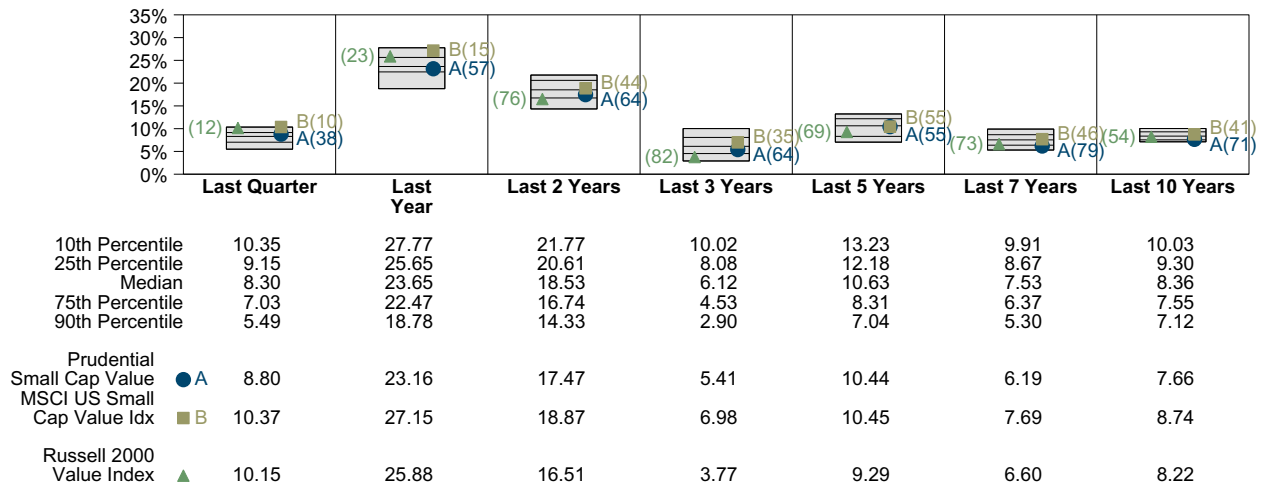 35%
30%
25%
20%
15%
10%
5%
0%
(12) B(10)
A(38)
(23) B(15)
A(57)
(76) B(44)
A(64)
(82) B(35)
A(64)
(69) B(55)
A(55)
(73) B(46)
A(79)
(54) B(41)
A(71)
Last Quarter Last Last 2 Years Last 3 Years Last 5 Years Last 7 Years Last 10 Years
Year
10th Percentile 10.35 27.77 21.77 10.02 13.23 9.91 10.03
25th Percentile 9.15 25.65 20.61 8.08 12.18 8.67 9.30
Median 8.30 23.65 18.53 6.12 10.63 7.53 8.36
75th Percentile 7.03 22.47 16.74 4.53 8.31 6.37 7.55
90th Percentile 5.49 18.78 14.33 2.90 7.04 5.30 7.12
Prudential
Small Cap Value A 8.80 23.16 17.47 5.41 10.44 6.19 7.66
MSCI US Small
Cap Value Idx B 10.37 27.15 18.87 6.98 10.45 7.69 8.74
Russell 2000
Value Index 10.15 25.88 16.51 3.77 9.29 6.60 8.22